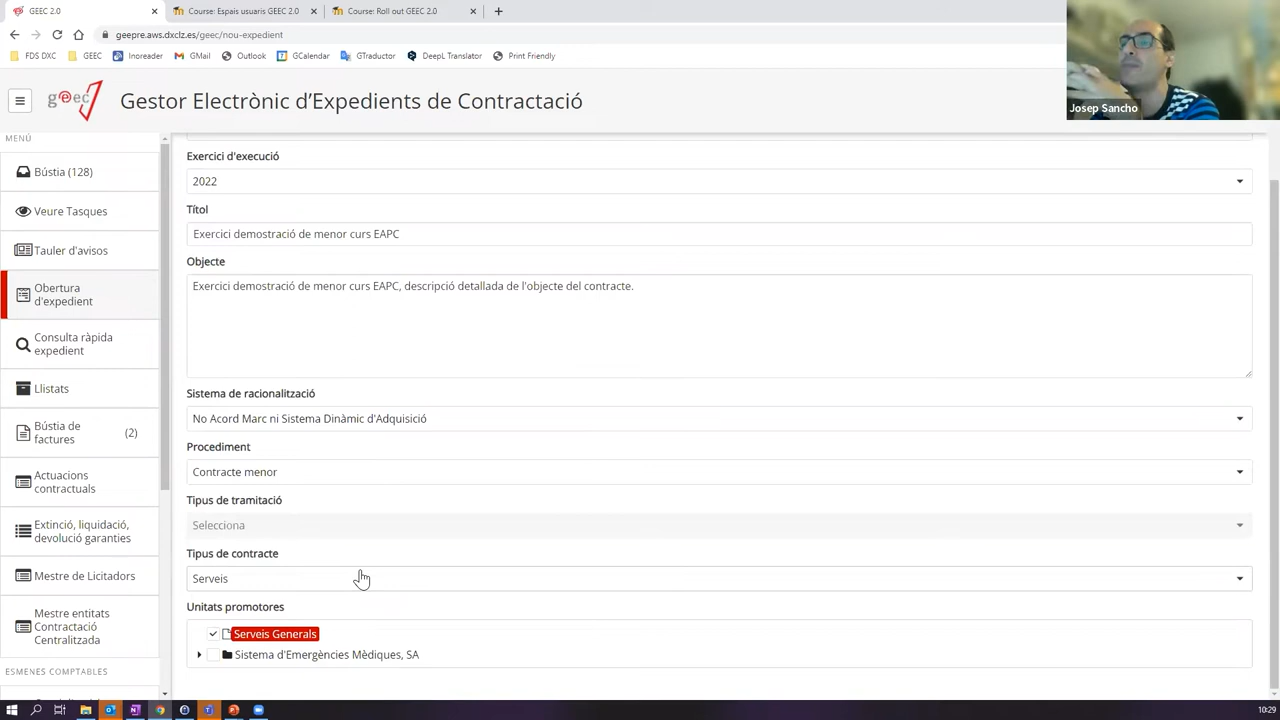 GEEC 2.0
Course: Espais usuaris GEEC 2.0
Course: Roll out GEEC 2.0
geepre.aws.dxclz.es/geec/nou-expedient
FDS DXC
GEEC
Inoreader
GMail
Outlook
GCalendar
GTraductor
DeepL Translator
Print Friendly
Josep Sancho
geec
Gestor Electrònic d'Expedients de Contractació
MENÚ
Bústia (128)
Veure Tasques
Tauler d'avisos
Obertura
d'expedient
Consulta ràpida
expedient
Llistats
Bústia de
factures
(2)
Actuacions
contractuals
Extinció, liquidació,
devolució garanties
Mestre de Licitadors
Mestre entitats
Contractació
Centralitzada
ESMENES COMPTABLES
Exercici d'execució
2022
Títol
Exercici demostració de menor curs EAPC
Objecte
Exercici demostració de menor curs EAPC, descripció detallada de l'objecte del contracte.
Sistema de racionalització
No Acord Marc ni Sistema Dinàmic d'Adquisició
Procediment
Contracte menor
Tipus de tramitació
Selecciona
Tipus de contracte
Serveis
Unitats promotores
Serveis Generals
Sistema d'Emergències Mèdiques, SA
10:29